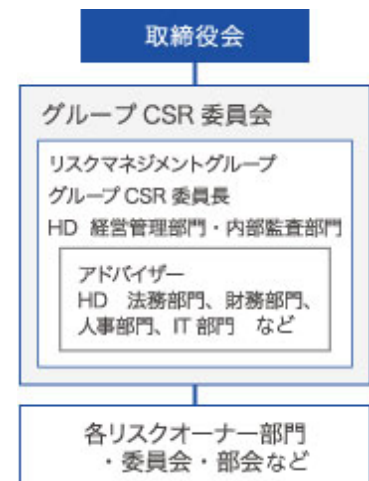 取締役会
グループ CSR 委員会
リスクマネジメントグループ
グループ CSR 委員長
HD 経営管理部門・内部監査部門
アドバイザー
HD 法務部門、財務部門、
人事部門、IT 部門 など
各リスクオーナー部門
・委員会・部会など